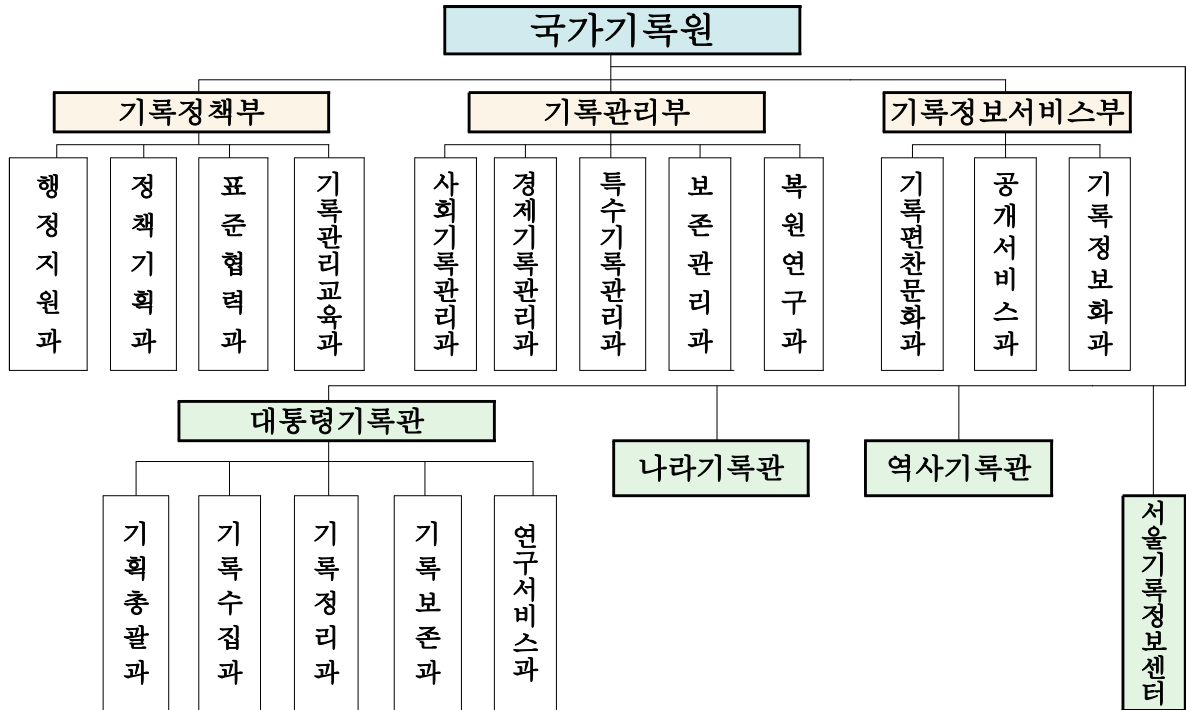 국가기록원
기록정책부
기록관리부
기록정보서비스부
행정지원과
정책기획과
표준협력과
기록관리교육과
사회기록관리과
경제기록관리과
특수기록관리과
보존관리과
복원연구과
기록편찬문화과
공개서비스과
기록정보화과
대통령기록관
나라기록관
역사기록관
기획총괄과
기록수집과
기록정리과
기록보존과
연구서비스과
서울기록정보센터